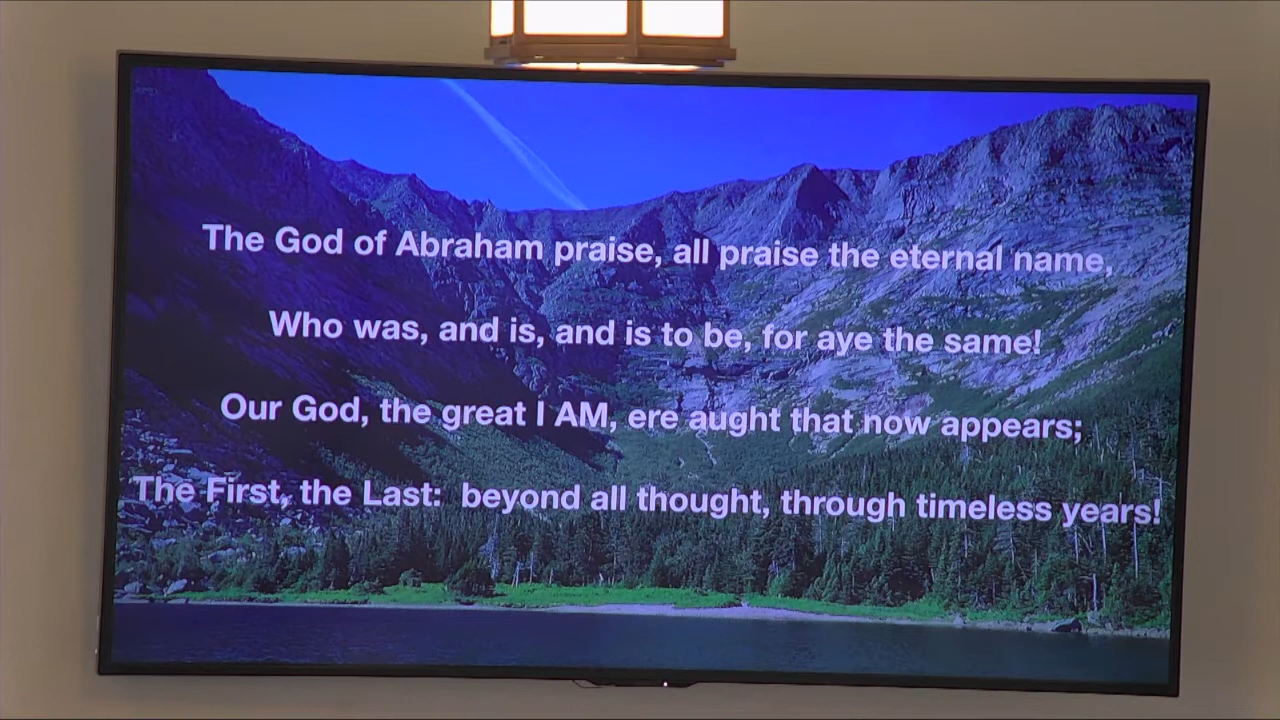 The God of Abraham praise, all praise the eternal name,
Who was, and is, and is to be, for aye the same!
Our God, the great I AM, ere aught that now appears;
The First, the Last:  beyond all thought, through timeless years!